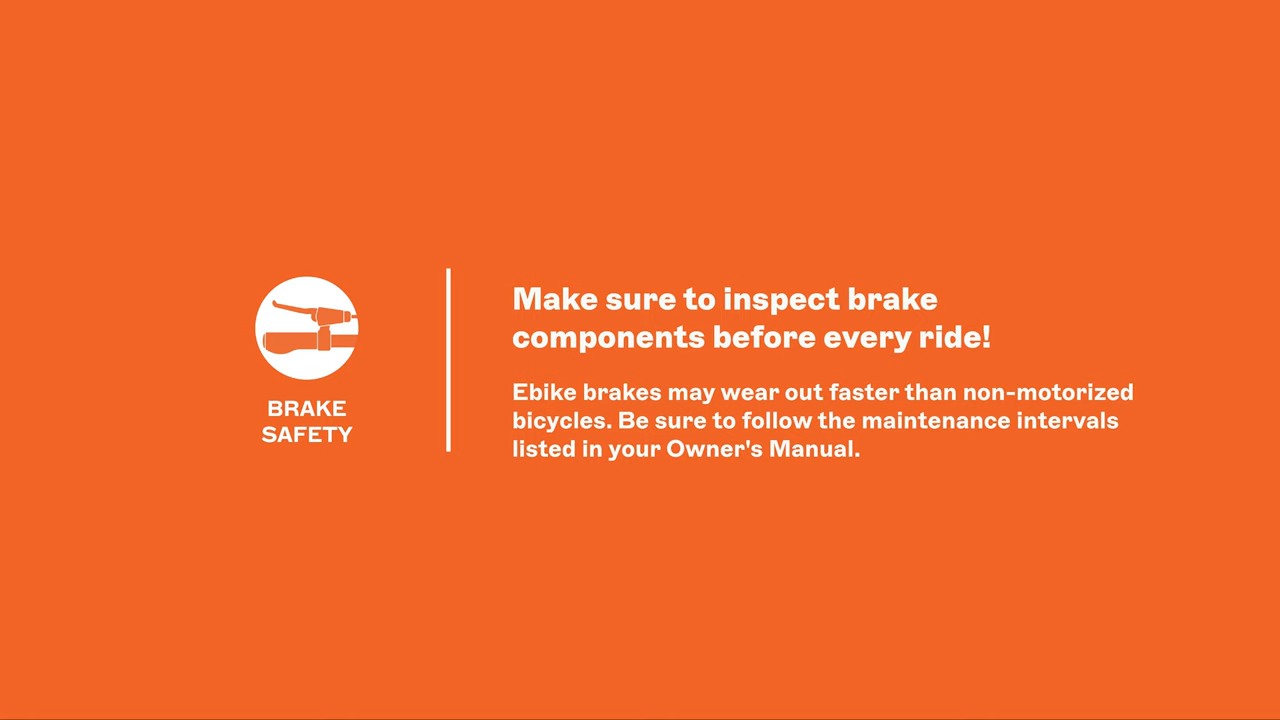 BRAKE
SAFETY
Make sure to inspect brake
components before every ride!
Ebike brakes may wear out faster than non-motorized
bicycles. Be sure to follow the maintenance intervals
listed in your Owner's Manual.